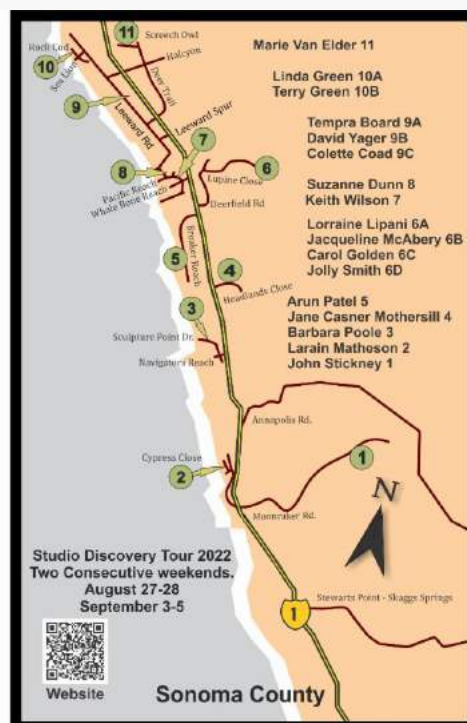 11
Screech Owl
Rock Cod
Halcyon
10
Sea Lion
Deer Trail
9
Leeward Rd
Leeward Spur
7
8
6
Pacific Reach
Whale Bone Reach
Lupine Close
Deerfield Rd
Breaker Reach
5
4
Headlands Close
3
Sculpture Point Dr.
Navigators Reach
Annapolis Rd.
Cypress Close
2
1
Moonraker Rd.
N
Stewarts Point - Skaggs Springs
1
Marie Van Elder 11
Linda Green 10A
Terry Green 10B
Tempra Board 9A
David Yager 9B
Colette Coad 9C
Suzanne Dunn 8
Keith Wilson 7
Lorraine Lipani 6A
Jacqueline McAbery 6B
Carol Golden 6C
Jolly Smith 6D
Arun Patel 5
Jane Casner Mothersill 4
Barbara Poole 3
Larain Matheson 2
John Stickney 1
Studio Discovery Tour 2022
Two Consecutive weekends.
August 27-28
September 3-5
Website
Sonoma County